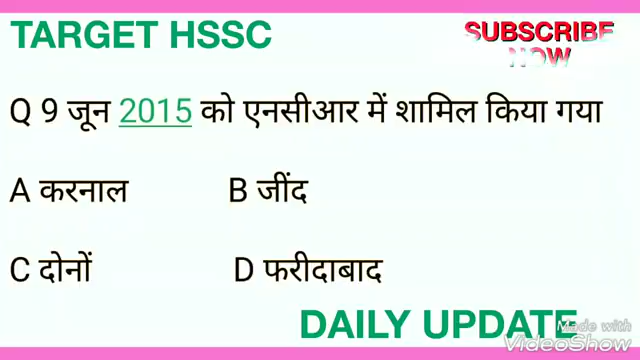 TARGET HSSC
SUBSCRIBE
NOW
Q 9 जून 2015 को एनसीआर में शामिल किया गया
A करनाल B जींद
C दोनों D फरीदाबाद
DAILY UPDATE
Made with
VideoShow